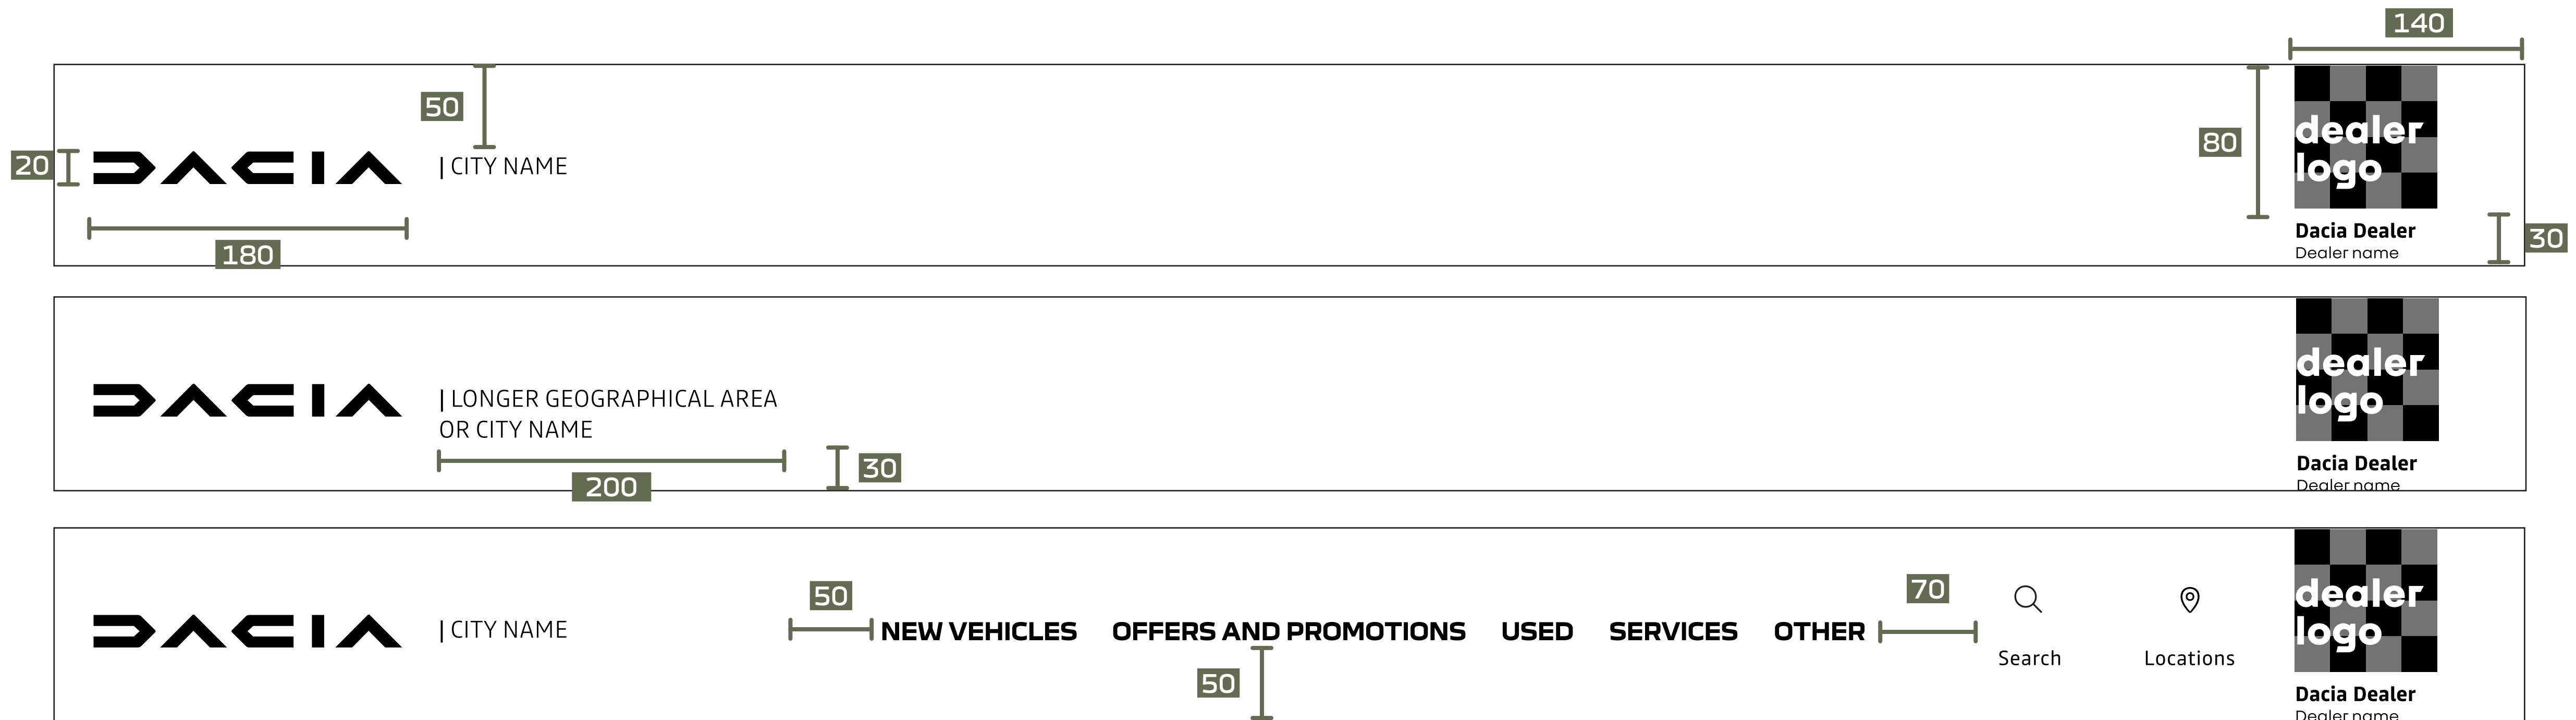 140
50
20
DACIA
| CITY NAME
180
80
dealer
logo
Dacia Dealer
Dealer name
30
DACIA
| LONGER GEOGRAPHICAL AREA
OR CITY NAME
200
30
dealer
logo
Dacia Dealer
Dealer name
DACIA
| CITY NAME
50
NEW VEHICLES OFFERS AND PROMOTIONS USED SERVICES OTHER
50
70
Search
Locations
dealer
logo
Dacia Dealer
Dealer name